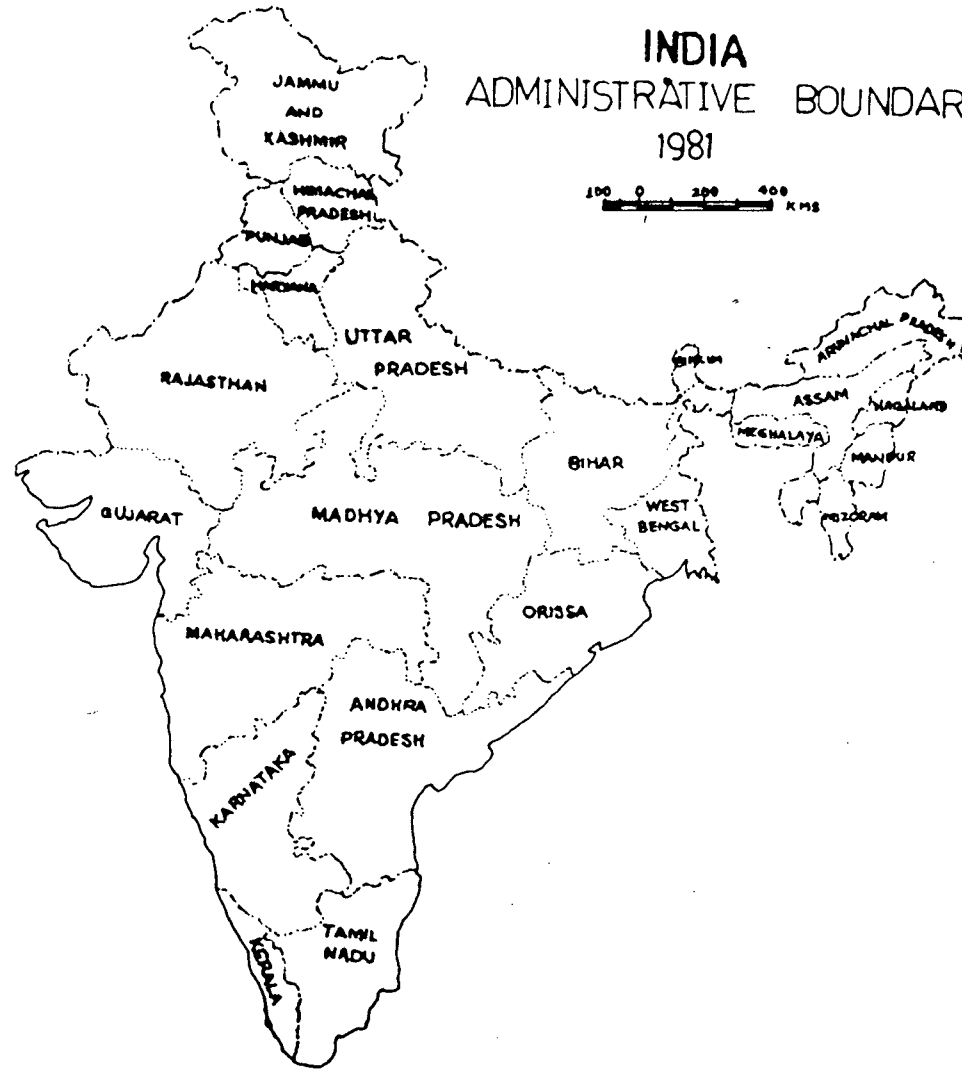 INDIA
ADMINISTRATIVE BOUNDAR
1981
100 0 200 400
KMS
JAMMU
AND
KASHMIR
HIMACHAR
PRADESH
PUNJAB
HARYANA
UTTAR
PRADESH
RAJASTHAN
SIKKIM
ARUNACHAL PRADESH
ASSAM
NAGALAND
MEGHALAYA
MANIPUR
MIZORAM
BIHAR
WEST
BENGAL
GUJARAT
MADHYA PRADESH
ORISSA
MAHARASHTRA
ANDHRA
PRADESH
KARNATAKA
TAMIL
NADU
KERALA